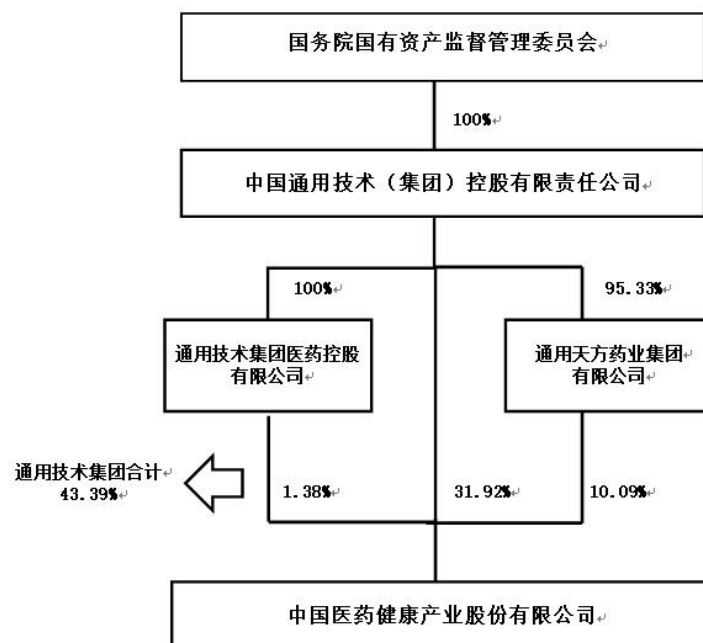 国务院国有资产监督管理委员会
100%
中国通用技术（集团）控股有限责任公司
100%
95.33%
通用技术集团医药控股
有限公司
通用天方药业集团
有限公司
通用技术集团合计
43.39%
1.38%
31.92%
10.09%
中国医药健康产业股份有限公司